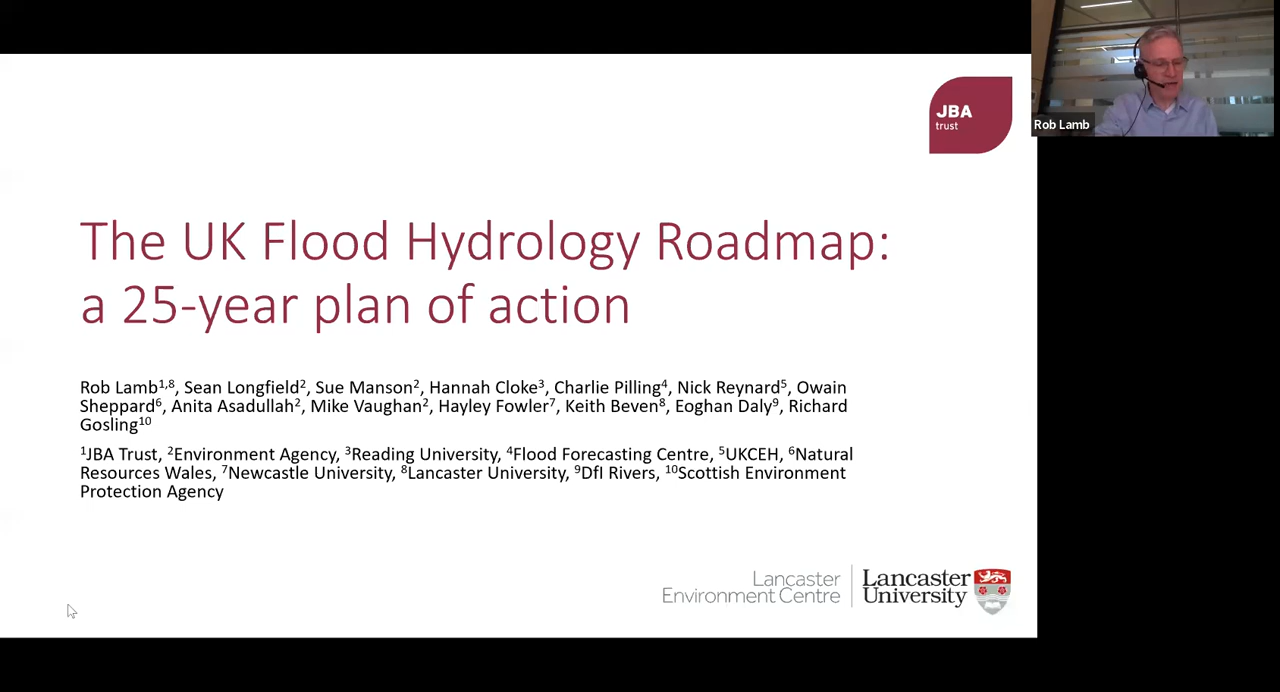 JBA
trust
Rob Lamb
The UK Flood Hydrology Roadmap:
a 25-year plan of action
Rob Lamb¹,⁸, Sean Longfield², Sue Manson², Hannah Cloke³, Charlie Pilling⁴, Nick Reynard⁵, Owain
Sheppard⁶, Anita Asadullah², Mike Vaughan², Hayley Fowler⁷, Keith Beven⁸, Eoghan Daly⁹, Richard
Gosling¹⁰
¹JBA Trust, ²Environment Agency, ³Reading University, ⁴Flood Forecasting Centre, ⁵UKCEH, ⁶Natural
Resources Wales, ⁷Newcastle University, ⁸Lancaster University, ⁹DfI Rivers, ¹⁰Scottish Environment
Protection Agency
Lancaster
Environment Centre
Lancaster
University